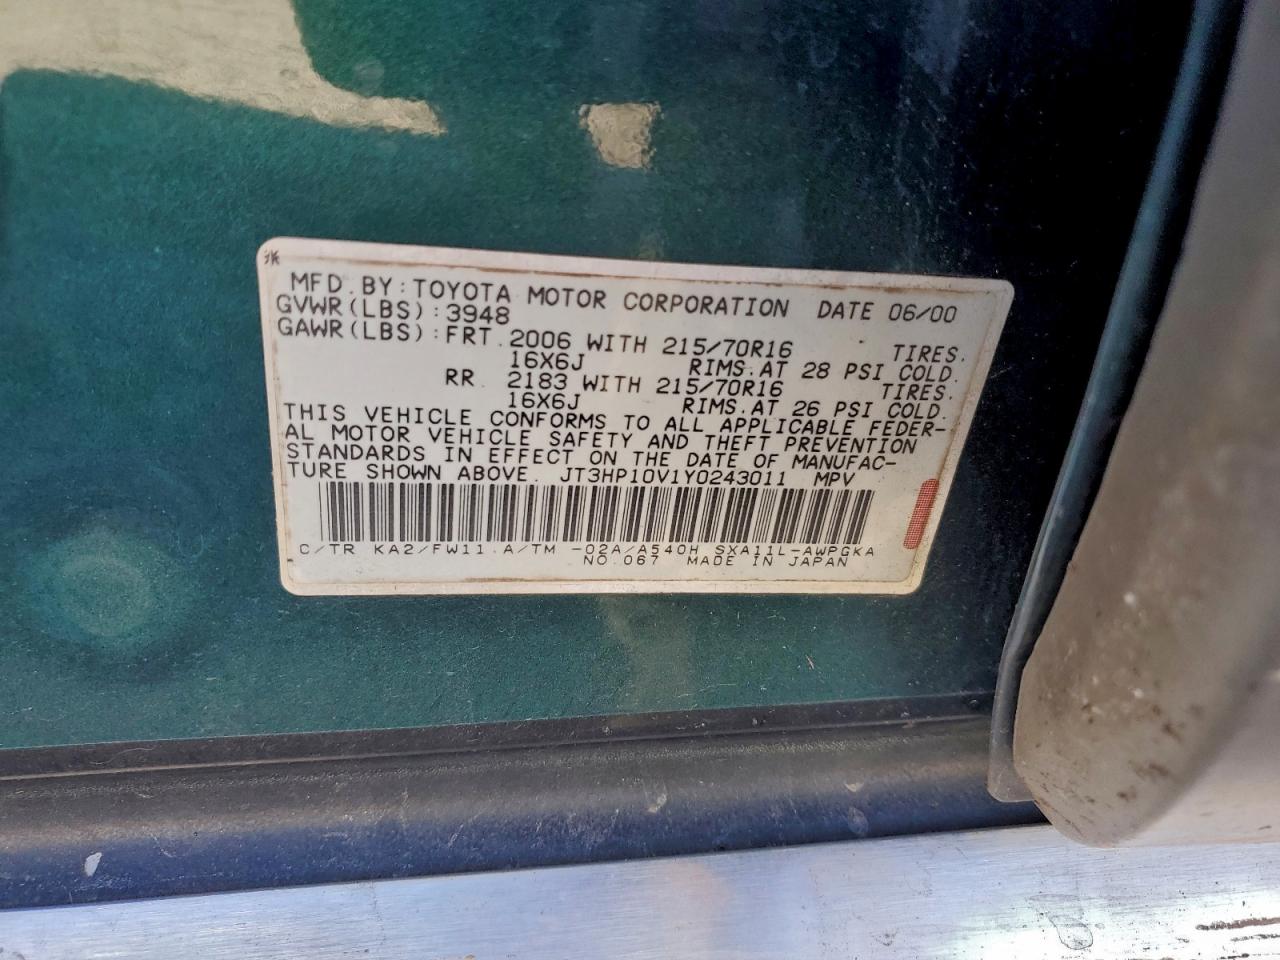 MFD. BY: TOYOTA MOTOR CORPORATION DATE 06/00
GVWR(LBS): 3948
GAWR(LBS): FRT. 2006 WITH 215/70R16 TIRES.
16X6J RIMS.AT 28 PSI COLD.
RR. 2183 WITH 215/70R16 TIRES.
16X6J RIMS.AT 26 PSI COLD.
THIS VEHICLE CONFORMS TO ALL APPLICABLE FEDER-
AL MOTOR VEHICLE SAFETY AND THEFT PREVENTION
STANDARDS IN EFFECT ON THE DATE OF MANUFAC-
TURE SHOWN ABOVE. JT3HP10V1Y0243011 MPV
C/TR KA2/FW11.A/TM -02A/A540H SXA11L-AWPGKA
NO.067 MADE IN JAPAN